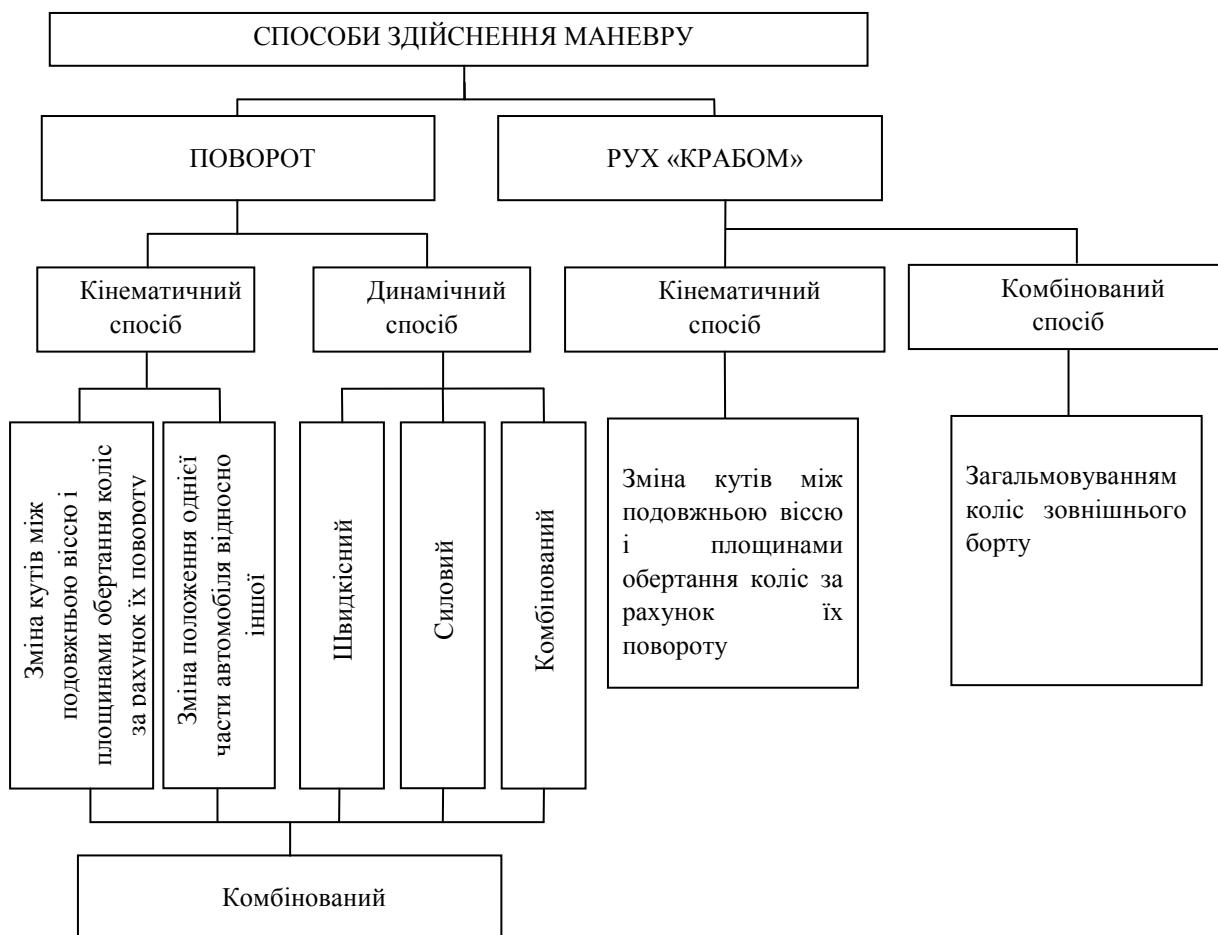 СПОСОБИ ЗДІЙСНЕННЯ МАНЕВРУ
ПОВОРОТ
РУХ «КРАБОМ»
Кінематичний
спосіб
Динамічний
спосіб
Кінематичний
спосіб
Комбінований
спосіб
Зміна кутів між
подовжньою віссю і
площинами обертання коліс
за рахунок їх повороту
Зміна положення однієї
части автомобіля відносно
іншої
Швидкісний
Силовий
Комбінований
Зміна кутів між
подовжньою віссю
і площинами
обертання коліс за
рахунок їх
повороту
Загальмовуванням
коліс зовнішнього
борту
Комбінований